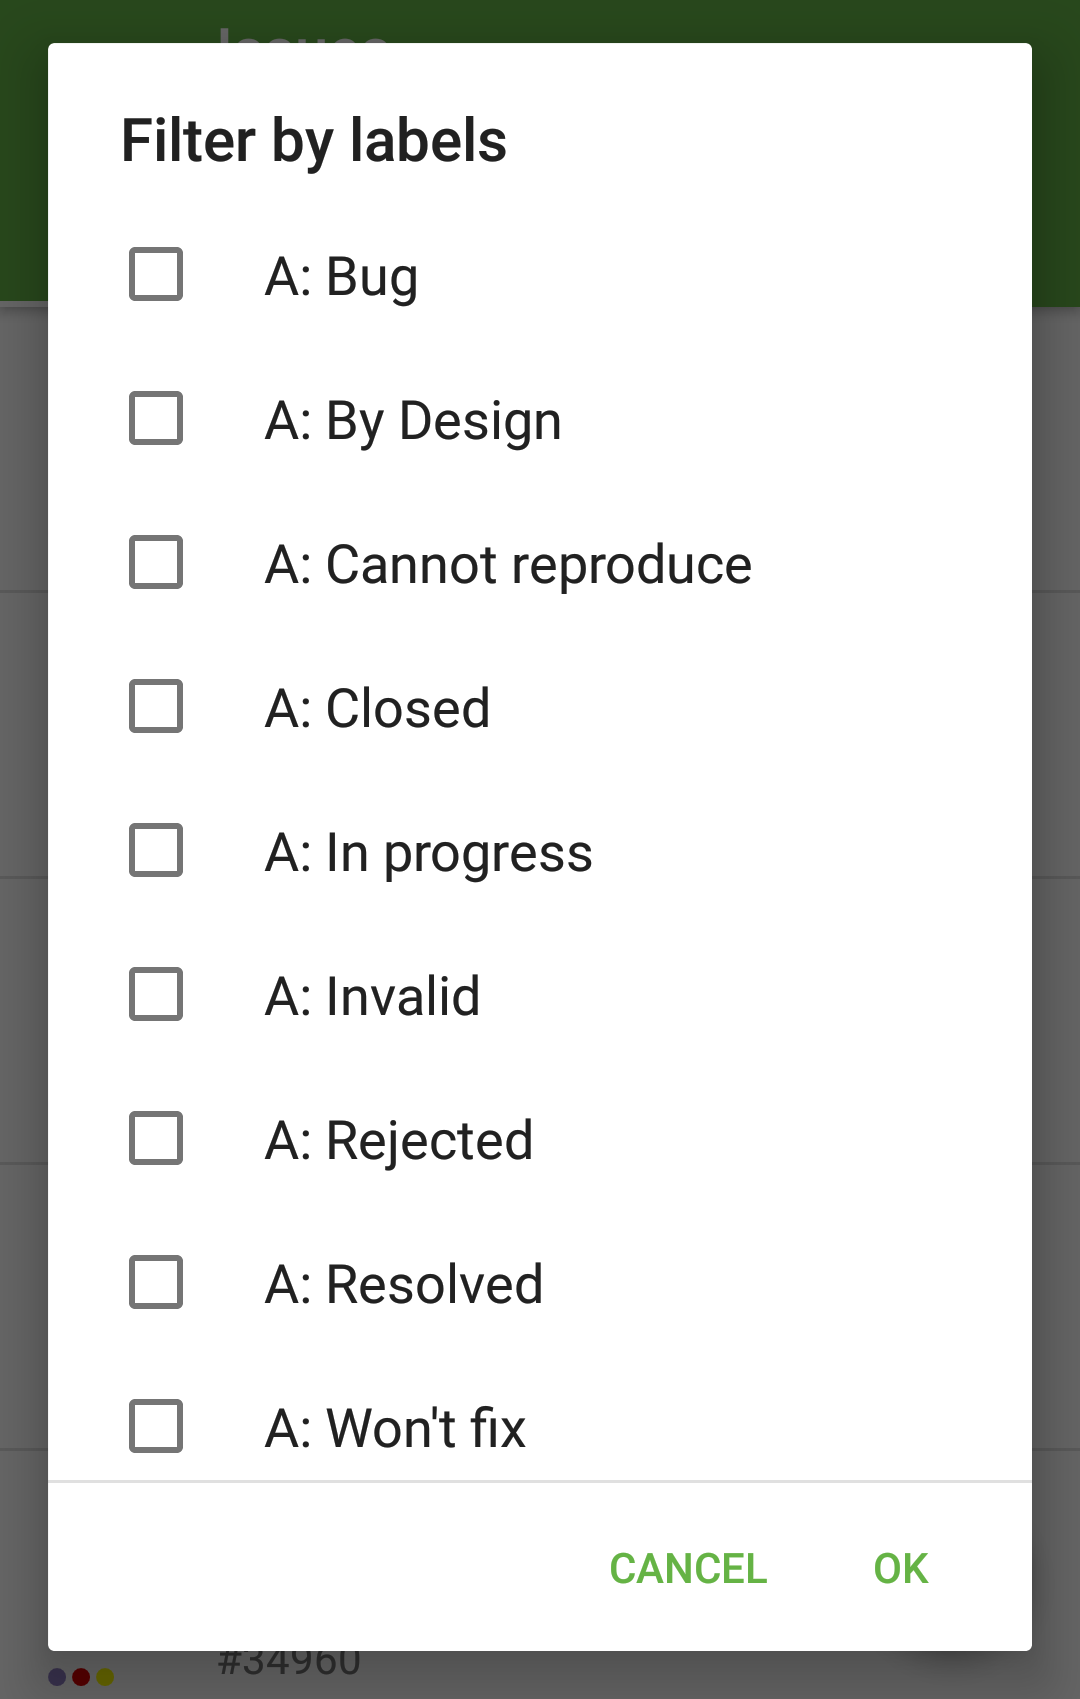 Issues
Filter by labels
A: Bug
A: By Design
A: Cannot reproduce
A: Closed
A: In progress
A: Invalid
A: Rejected
A: Resolved
A: Won't fix
CANCEL OK
#34960